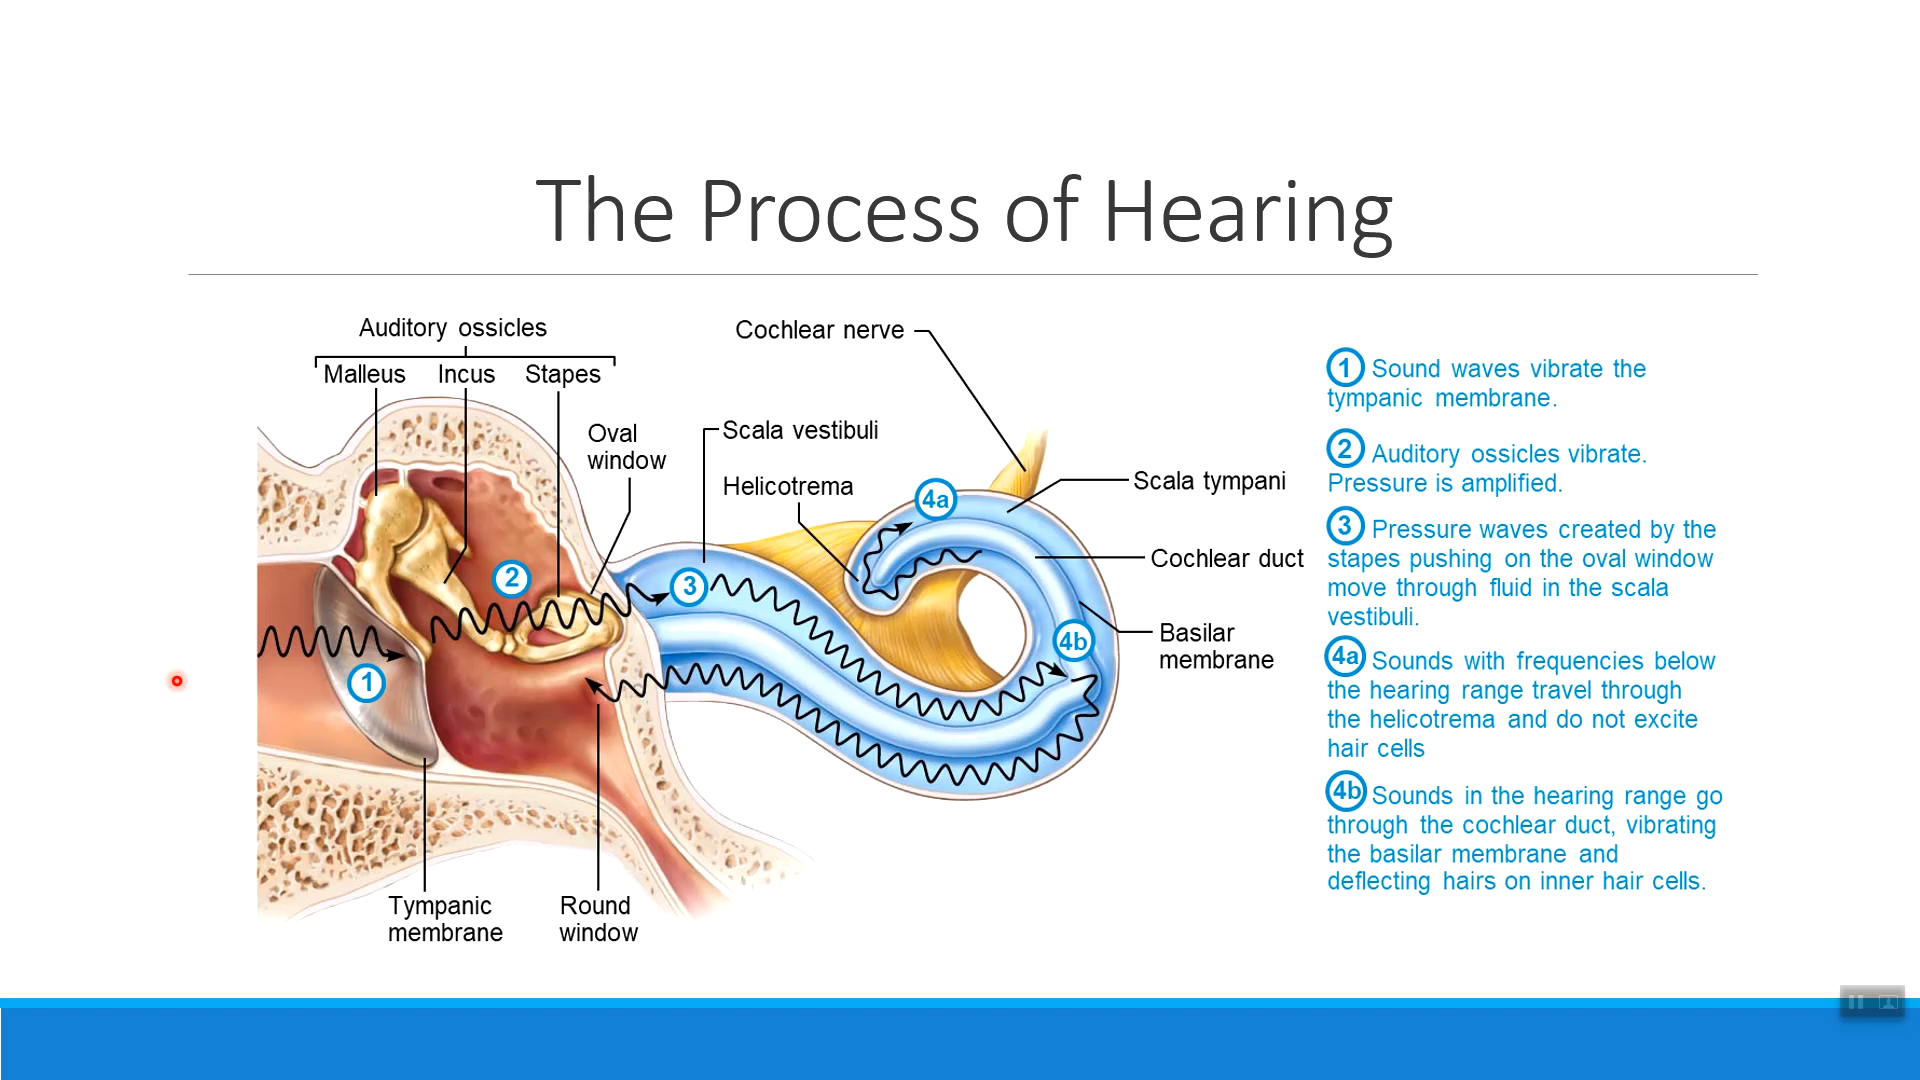 The Process of Hearing
Auditory ossicles
Malleus
Incus
Stapes
Oval
window
Cochlear nerve
Scala vestibuli
Helicotrema
Scala tympani
Cochlear duct
Basilar
membrane
Tympanic
membrane
Round
window
1
2
3
4a
4b
1 Sound waves vibrate the
tympanic membrane.
2 Auditory ossicles vibrate.
Pressure is amplified.
3 Pressure waves created by the
stapes pushing on the oval window
move through fluid in the scala
vestibuli.
4a Sounds with frequencies below
the hearing range travel through
the helicotrema and do not excite
hair cells
4b Sounds in the hearing range go
through the cochlear duct, vibrating
the basilar membrane and
deflecting hairs on inner hair cells.